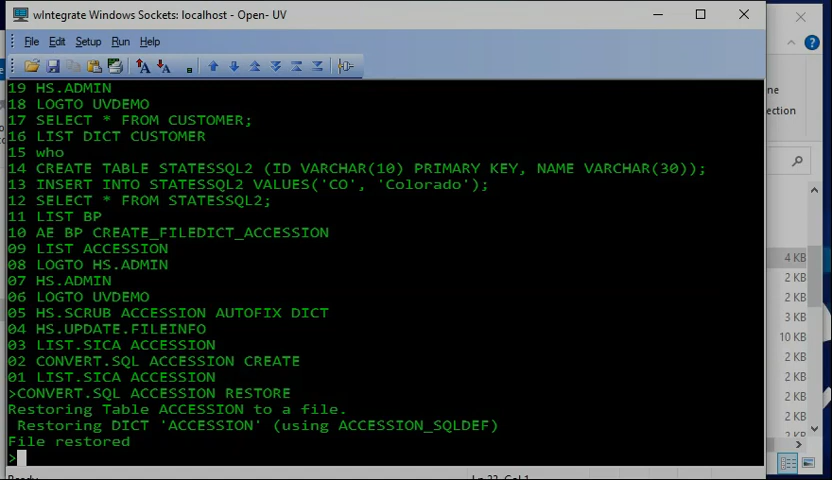 wIntegrate Windows Sockets: localhost - Open- UV
File Edit Setup Run Help
19 HS.ADMIN
18 LOGTO UVDEMO
17 SELECT * FROM CUSTOMER;
16 LIST DICT CUSTOMER
15 who
14 CREATE TABLE STATESSQL2 (ID VARCHAR(10) PRIMARY KEY, NAME VARCHAR(30));
13 INSERT INTO STATESSQL2 VALUES('CO', 'Colorado');
12 SELECT * FROM STATESSQL2;
11 LIST BP
10 AE BP CREATE_FILEDICT_ACCESSION
09 LIST ACCESSION
08 LOGTO HS.ADMIN
07 HS.ADMIN
06 LOGTO UVDEMO
05 HS.SCRUB ACCESSION AUTOFIX DICT
04 HS.UPDATE.FILEINFO
03 LIST.SICA ACCESSION
02 CONVERT.SQL ACCESSION CREATE
01 LIST.SICA ACCESSION
>CONVERT.SQL ACCESSION RESTORE
Restoring Table ACCESSION to a file.
Restoring DICT 'ACCESSION' (using ACCESSION_SQLDEF)
File restored
>
ne
ection
4 KB
2 KB
2 KB
3 KB
10 KB
2 KB
2 KB
2 KB
2 KB